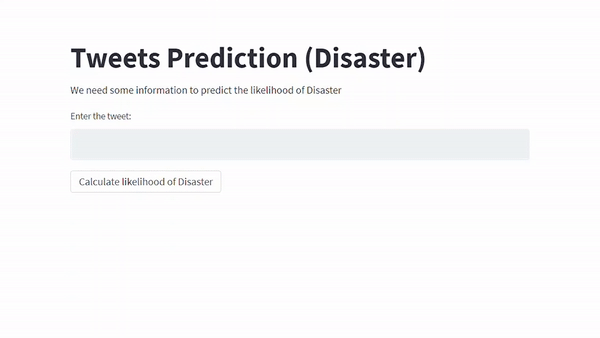 Tweets Prediction (Disaster)
We need some information to predict the likelihood of Disaster
Enter the tweet:
Calculate likelihood of Disaster